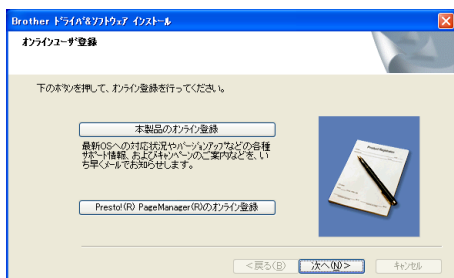 Brother ﾄﾞﾗｲﾊﾞ&ｿﾌﾄｳｪｱ ｲﾝｽﾄｰﾙ
ｵﾝﾗｲﾝﾕｰｻﾞ登録
下のﾎﾞﾀﾝを押して、ｵﾝﾗｲﾝ登録を行ってください。
本製品のｵﾝﾗｲﾝ登録
最新OSへの対応状況やﾊﾞｰｼﾞｮﾝｱｯﾌﾟなどの各種
ｻﾎﾟｰﾄ情報、およびｷｬﾝﾍﾟｰﾝのご案内などを、い
ち早くﾒｰﾙでお知らせします。
Presto!(R) PageManager(R)のｵﾝﾗｲﾝ登録
<戻る(B)
次へ(N)>
ｷｬﾝｾﾙ